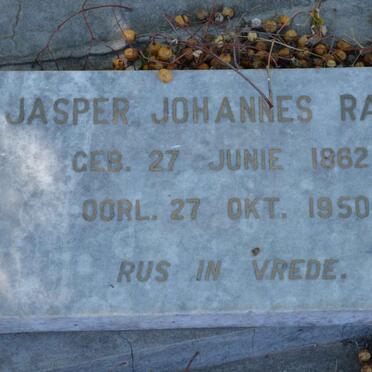 JASPER JOHANNES RA
GEB. 27 JUNIE 1862
OORL. 27 OKT. 1950
RUS IN VREDE.